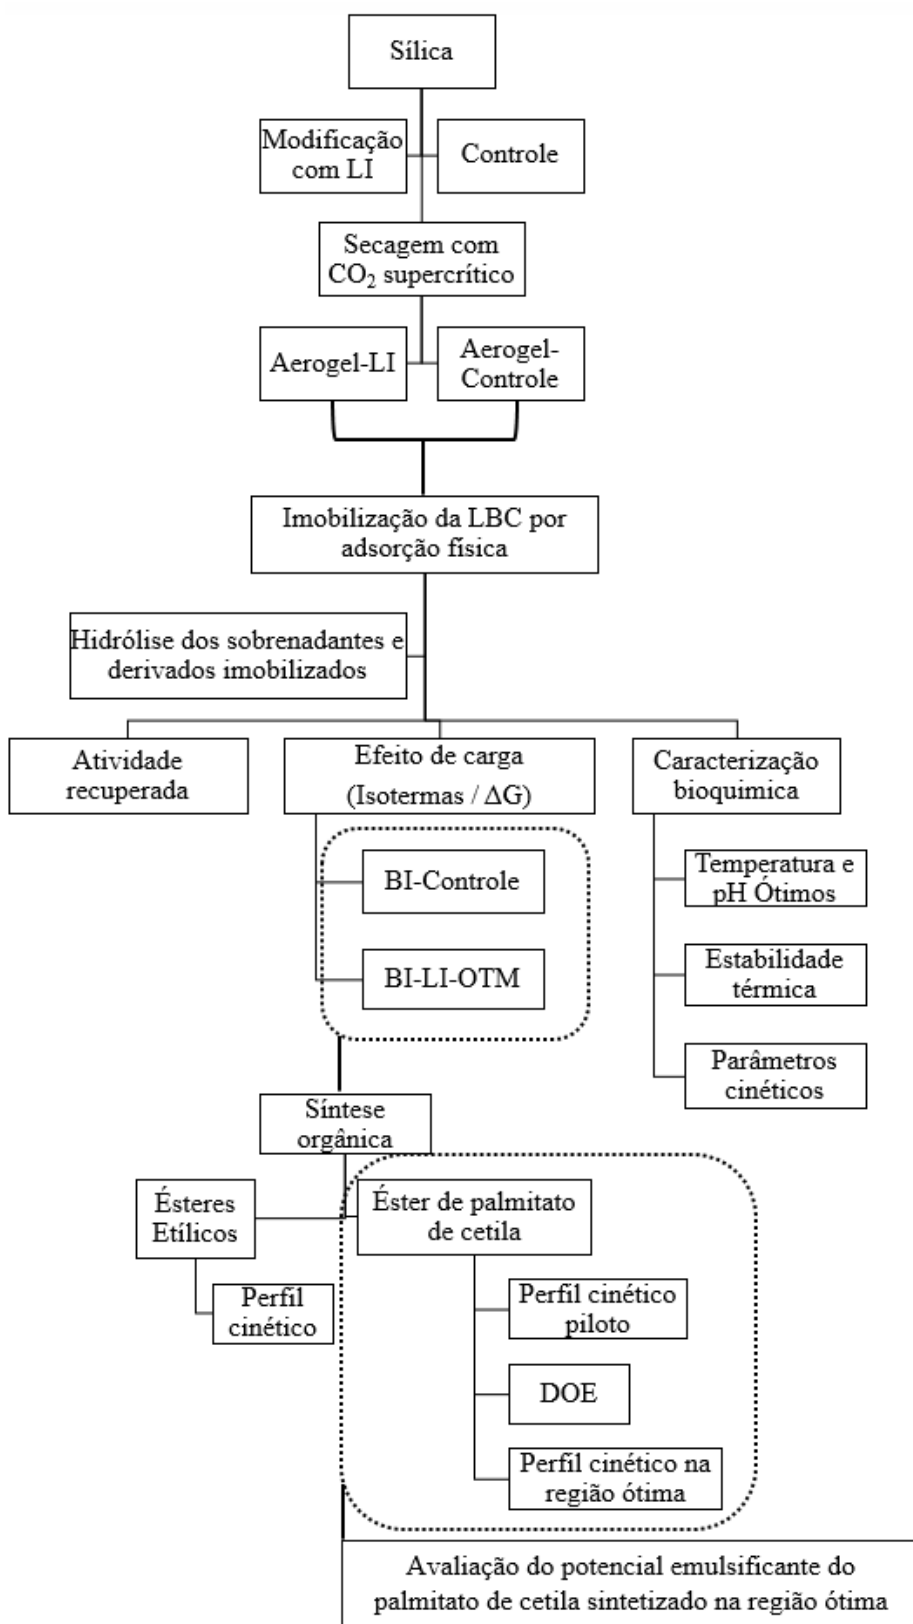 Sílica
Modificação
com LI
Controle
Secagem com
CO₂ supercrítico
Aerogel-LI
Aerogel-
Controle
Imobilização da LBC por
adsorção física
Hidrólise dos sobrenadantes e
derivados imobilizados
Atividade
recuperada
Efeito de carga
(Isotermas / ΔG)
Caracterização
bioquimica
BI-Controle
BI-LI-OTM
Temperatura e
pH Ótimos
Estabilidade
térmica
Parâmetros
cinéticos
Síntese
orgânica
Ésteres
Etílicos
Perfil
cinético
Éster de palmitato
de cetila
Perfil cinético
piloto
DOE
Perfil cinético na
região ótima
Avaliação do potencial emulsificante do
palmitato de cetila sintetizado na região ótima